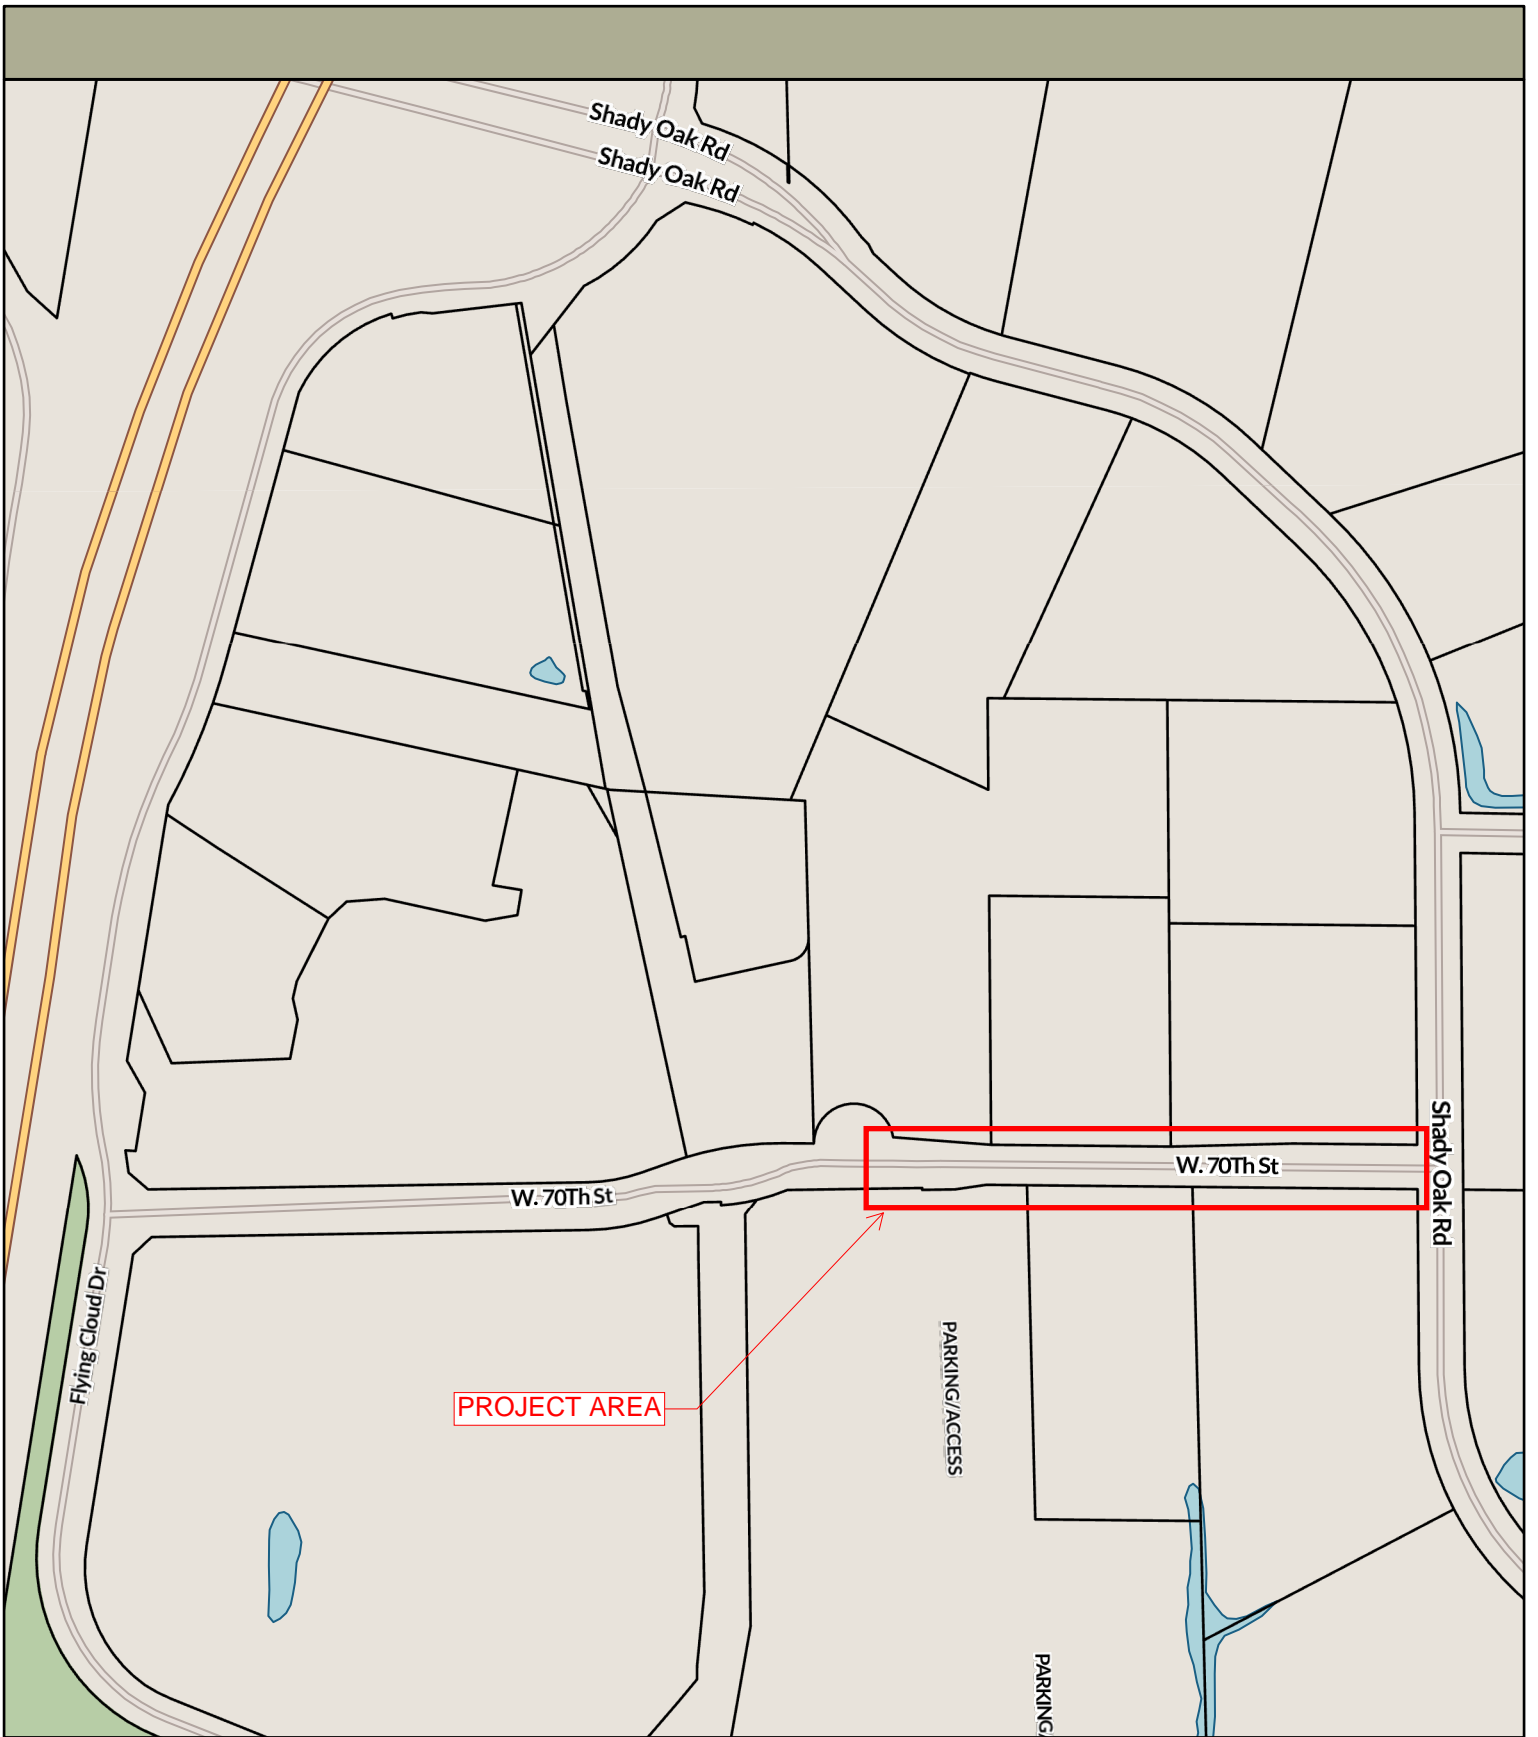 Shady Oak Rd
Shady Oak Rd
W. 70Th St
Shady Oak Rd
W. 70Th St
Flying Cloud Dr
PROJECT AREA
PARKING/ACCESS
PARKING/